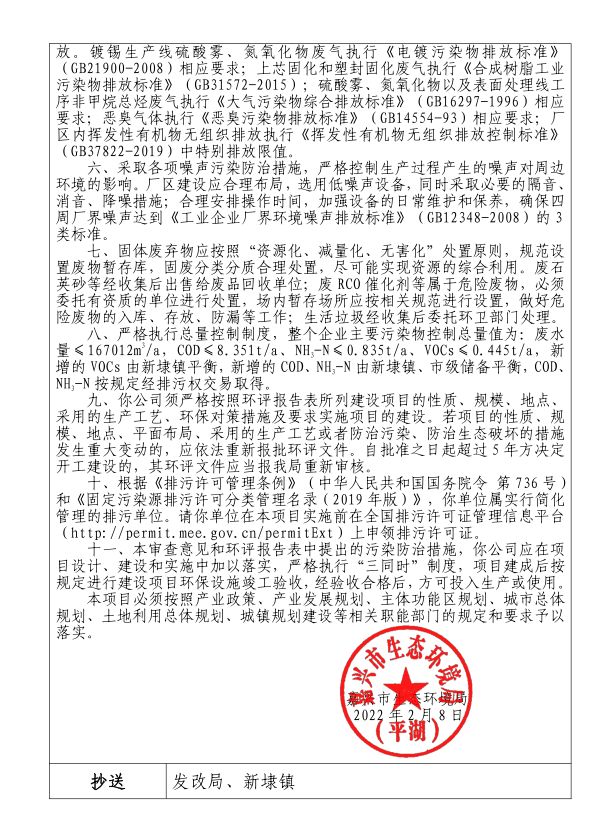 放。镀锡生产线硫酸雾、氮氧化物废气执行《电镀污染物排放标准》
（GB21900-2008）相应要求；上芯固化和塑封固化废气执行《合成树脂工业
污染物排放标准》（GB31572-2015）；硫酸雾、氮氧化物以及表面处理线工
序非甲烷总烃废气执行《大气污染物综合排放标准》（GB16297-1996）相应
要求；恶臭气体执行《恶臭污染物排放标准》（GB14554-93）相应要求；厂
区内挥发性有机物无组织排放执行《挥发性有机物无组织排放控制标准》
（GB37822-2019）中特别排放限值。
六、采取各项噪声污染防治措施，严格控制生产过程产生的噪声对周边
环境的影响。厂区建设应合理布局，选用低噪声设备，同时采取必要的隔音、
消音、降噪措施；合理安排操作时间，加强设备的日常维护和保养，确保四
周厂界噪声达到《工业企业厂界环境噪声排放标准》（GB12348-2008）的 3
类标准。
七、固体废弃物应按照“资源化、减量化、无害化”处置原则，规范设
置废物暂存库，固废分类分质合理处置，尽可能实现资源的综合利用。废石
英砂等经收集后出售给废品回收单位；废 RCO 催化剂等属于危险废物，必须
委托有资质的单位进行处置，场内暂存场所应按相关规范进行设置，做好危
险废物的入库、存放、防漏等工作；生活垃圾经收集后委托环卫部门处理。
八、严格执行总量控制制度，整个企业主要污染物控制总量值为：废水
量≤167012m³/a，COD≤8.351t/a、NH₃-N≤0.835t/a、VOCs≤0.445t/a，新
增的 VOCs 由新埭镇平衡，新增的 COD、NH₃-N 由新埭镇、市级储备平衡，COD、
NH₃-N 按规定经排污权交易取得。
九、你公司须严格按照环评报告表所列建设项目的性质、规模、地点、
采用的生产工艺、环保对策措施及要求实施项目的建设。若项目的性质、规
模、地点、平面布局、采用的生产工艺或者防治污染、防治生态破坏的措施
发生重大变动的，应依法重新报批环评文件。自批准之日起超过 5 年方决定
开工建设的，其环评文件应当报我局重新审核。
十、根据《排污许可管理条例》（中华人民共和国国务院令 第 736 号）
和《固定污染源排污许可分类管理名录（2019 年版）》，你单位属实行简化
管理的排污单位。请你单位在本项目实施前在全国排污许可证管理信息平台
（http://permit.mee.gov.cn/permitExt）上申领排污许可证。
十一、本审查意见和环评报告表中提出的污染防治措施，你公司应在项
目设计、建设和实施中加以落实，严格执行“三同时”制度，项目建成后按
规定进行建设项目环保设施竣工验收，经验收合格后，方可投入生产或使用。
本项目必须按照产业政策、产业发展规划、主体功能区规划、城市总体
规划、土地利用总体规划、城镇规划建设等相关职能部门的规定和要求予以
落实。
嘉兴市生态环境局
（平湖）
嘉兴市生态环境局
2022 年 2 月 8 日
抄送
发改局、新埭镇